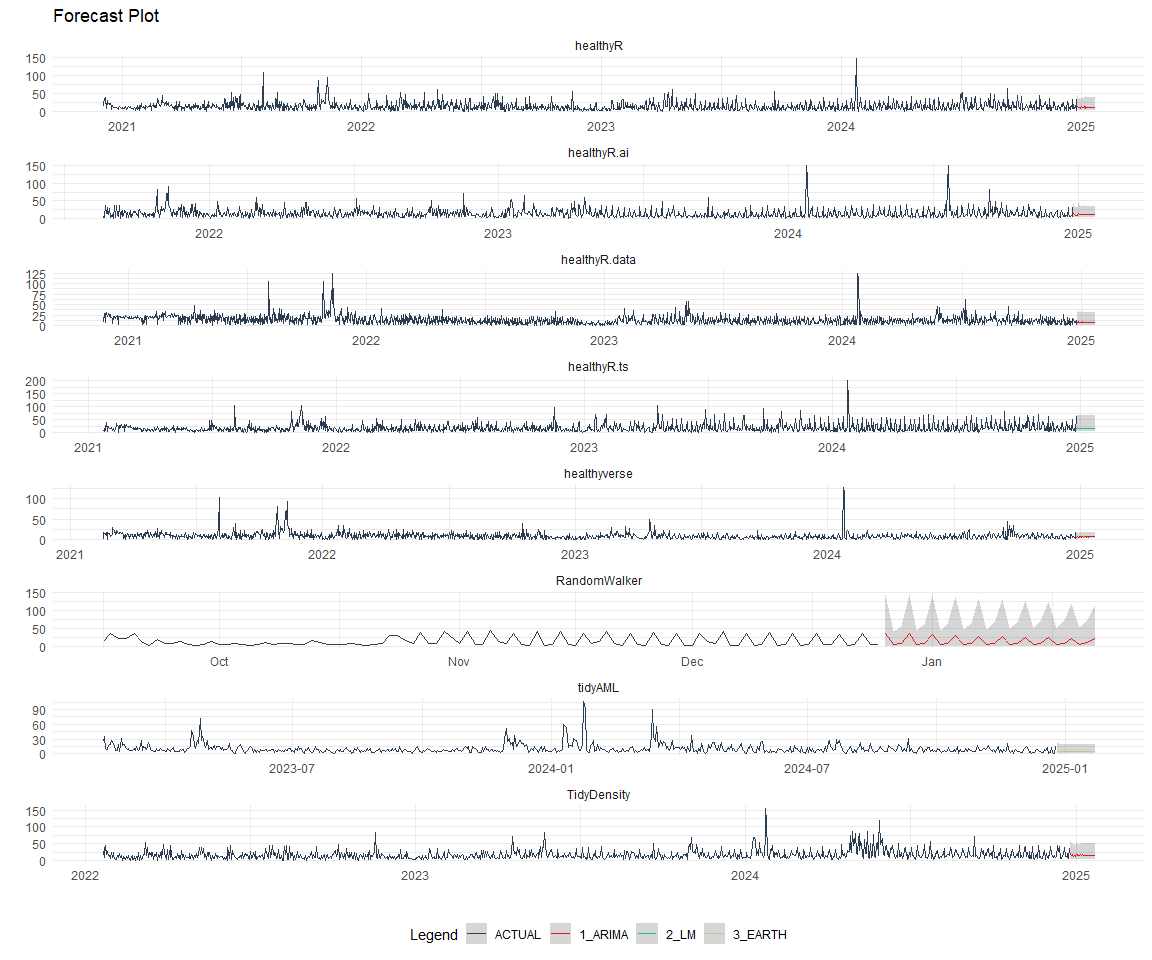 Forecast Plot
healthyR
150
100
50
0
2021 2022 2023 2024 2025
healthyR.ai
150
100
50
0
2022 2023 2024 2025
healthyR.data
125
100
75
50
25
0
2021 2022 2023 2024 2025
healthyR.ts
200
150
100
50
0
2021 2022 2023 2024 2025
healthyverse
100
50
0
2021 2022 2023 2024 2025
RandomWalker
150
100
50
0
Oct Nov Dec Jan
tidyAML
90
60
30
0
2023-07 2024-01 2024-07 2025-01
TidyDensity
150
100
50
0
2022 2023 2024 2025
Legend ACTUAL 1_ARIMA 2_LM 3_EARTH